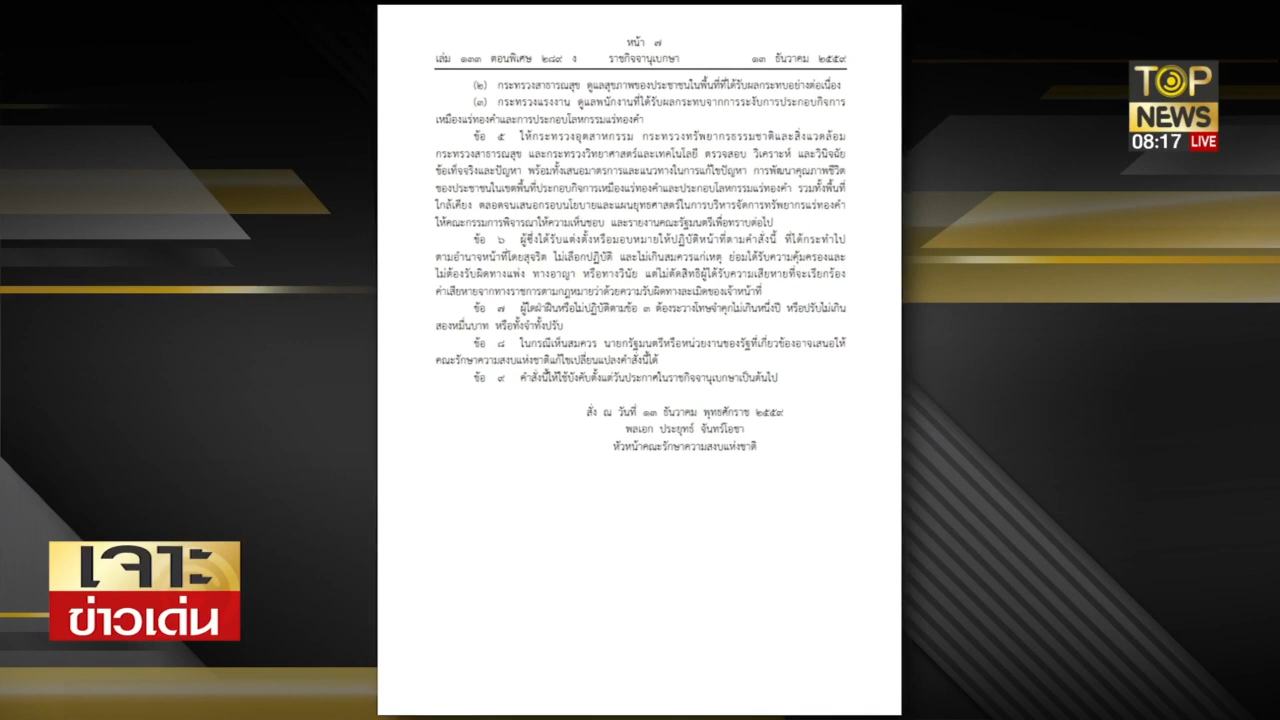 หน้า ๗
เล่ม ๑๓๓ ตอนพิเศษ ๒๘๙ ง ราชกิจจานุเบกษา ๑๓ ธันวาคม ๒๕๕๙
(๒) กระทรวงสาธารณสุข ดูแลสุขภาพของประชาชนในพื้นที่ที่ได้รับผลกระทบอย่างต่อเนื่อง
(๓) กระทรวงแรงงาน ดูแลพนักงานที่ได้รับผลกระทบจากการระงับการประกอบกิจการ
เหมืองแร่ทองคำและการประกอบโลหกรรมแร่ทองคำ
ข้อ ๕ ให้กระทรวงอุตสาหกรรม กระทรวงทรัพยากรธรรมชาติและสิ่งแวดล้อม
กระทรวงสาธารณสุข และกระทรวงวิทยาศาสตร์และเทคโนโลยี ตรวจสอบ วิเคราะห์ และวินิจฉัย
ข้อเท็จจริงและปัญหา พร้อมทั้งเสนอมาตรการและแนวทางในการแก้ไขปัญหา การพัฒนาคุณภาพชีวิต
ของประชาชนในเขตพื้นที่ประกอบกิจการเหมืองแร่ทองคำและประกอบโลหกรรมแร่ทองคำ รวมทั้งพื้นที่
ใกล้เคียง ตลอดจนเสนอกรอบนโยบายและแผนยุทธศาสตร์ในการบริหารจัดการทรัพยากรแร่ทองคำ
ให้คณะกรรมการพิจารณาให้ความเห็นชอบ และรายงานคณะรัฐมนตรีเพื่อทราบต่อไป
ข้อ ๖ ผู้ซึ่งได้รับแต่งตั้งหรือมอบหมายให้ปฏิบัติหน้าที่ตามคำสั่งนี้ ที่ได้กระทำไป
ตามอำนาจหน้าที่โดยสุจริต ไม่เลือกปฏิบัติ และไม่เกินสมควรแก่เหตุ ย่อมได้รับความคุ้มครองและ
ไม่ต้องรับผิดทางแพ่ง ทางอาญา หรือทางวินัย แต่ไม่ตัดสิทธิผู้ได้รับความเสียหายที่จะเรียกร้อง
ค่าเสียหายจากทางราชการตามกฎหมายว่าด้วยความรับผิดทางละเมิดของเจ้าหน้าที่
ข้อ ๗ ผู้ใดฝ่าฝืนหรือไม่ปฏิบัติตามข้อ ๓ ต้องระวางโทษจำคุกไม่เกินหนึ่งปี หรือปรับไม่เกิน
สองหมื่นบาท หรือทั้งจำทั้งปรับ
ข้อ ๘ ในกรณีเห็นสมควร นายกรัฐมนตรีหรือหน่วยงานของรัฐที่เกี่ยวข้องอาจเสนอให้
คณะรักษาความสงบแห่งชาติแก้ไขเปลี่ยนแปลงคำสั่งนี้ได้
ข้อ ๙ คำสั่งนี้ให้ใช้บังคับตั้งแต่วันประกาศในราชกิจจานุเบกษาเป็นต้นไป
สั่ง ณ วันที่ ๑๓ ธันวาคม พุทธศักราช ๒๕๕๙
พลเอก ประยุทธ์ จันทร์โอชา
หัวหน้าคณะรักษาความสงบแห่งชาติ
TOP
NEWS
08:17 LIVE
เจาะ
ข่าวเด่น